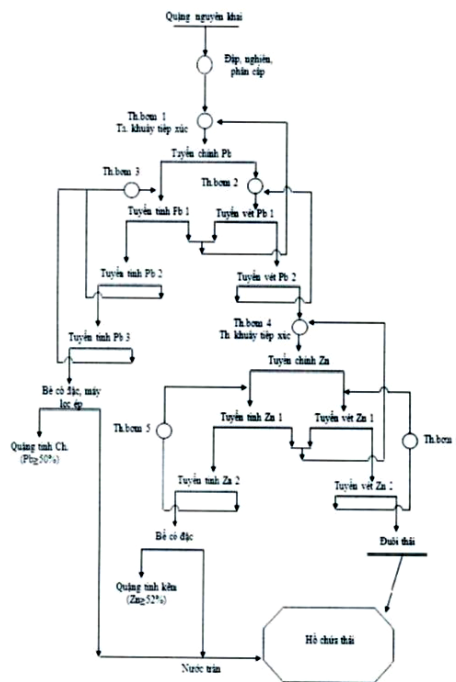 Quặng nguyên khai
Đập, nghiền,
phân cấp
Th.bơm 1
Th. khuấy tiếp xúc
Tuyển chính Pb
Th.bơm 3
Th.bơm 2
Tuyển tinh Pb 1
Tuyển vét Pb 1
Tuyển tinh Pb 2
Tuyển vét Pb 2
Th.bơm 4
Th khuấy tiếp xúc
Tuyển tinh Pb 3
Tuyển chính Zn
Bể cô đặc, máy
lọc ép
Tuyển tinh Zn 1
Tuyển vét Zn 1
Quặng tinh Ch.
(Pb≥50%)
Th.bơm 5
Th.bơm
Tuyển tinh Zn 2
Tuyển vét Zn 2
Bể cô đặc
Đuôi thải
Quặng tinh kẽm
(Zn≥52%)
Hồ chứa thải
Nước tràn